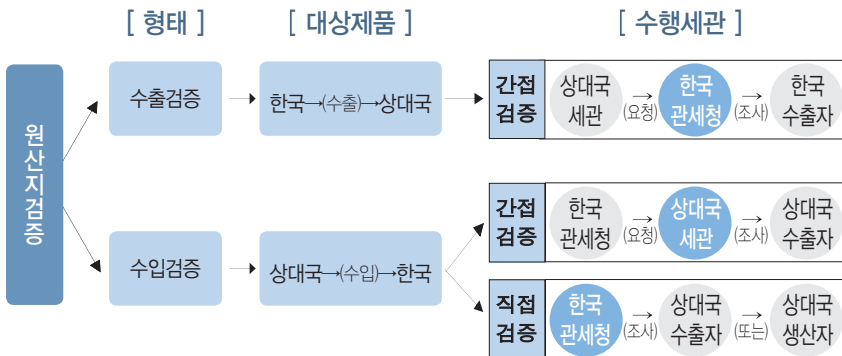 [ 형태 ] [ 대상제품 ] [ 수행세관 ]
원산지검증
수출검증
한국→(수출)→상대국
간접
검증
상대국
세관
→
(요청)
한국
관세청
→
(조사)
한국
수출자
수입검증
상대국→(수입)→한국
간접
검증
한국
관세청
→
(요청)
상대국
세관
→
(조사)
상대국
수출자
직접
검증
한국
관세청
→
(조사)
상대국
수출자
→
(또는)
상대국
생산자